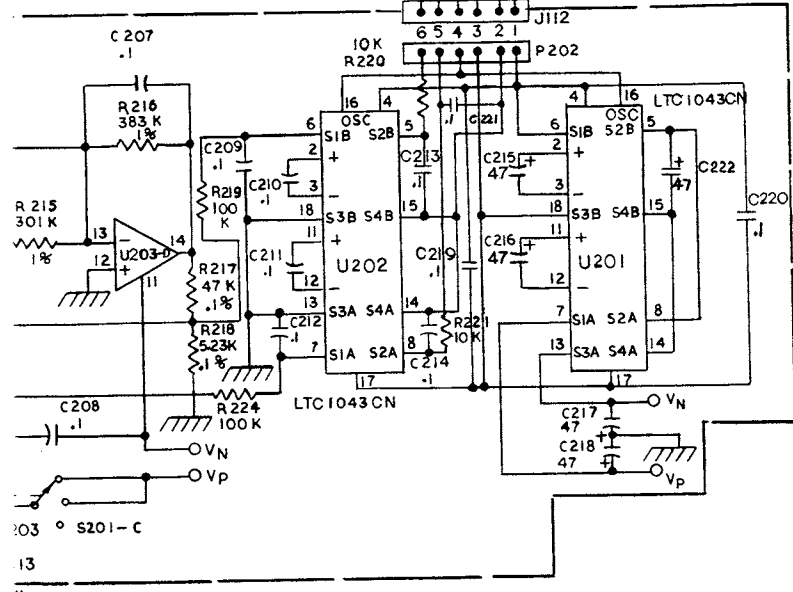 J112
6 5 4 3 2 1
P202
C207
.1
10K
R220
R216
383 K
1%
16
4
OSC
LTC1043CN
4
16
OSC
6
S1B
S2B
5
C209
.1
2
+
C210
.1
3
−
R219
100
K
18
S3B
S4B
15
11
+
C211
.1
12
−
U202
13
S3A
S4A
14
C212
.1
7
S1A
S2A
8
17
LTC1043CN
C213
.1
.1
C221
C219
.1
R221
10K
C214
.1
6
S1B
S2B
5
C215
47
+
2
+
3
−
18
S3B
S4B
15
C216
47
+
11
+
12
−
U201
7
S1A
S2A
8
13
S3A
S4A
14
17
+
47
C222
C220
.1
R 215
301 K
1%
13
−
12
+
U203-D
14
11
R217
47 K
.1%
R218
5.23K
.1%
R224
100K
C208
.1
VN
VP
C217
47
+
C218
47
+
VN
VP
203
S201-C
13